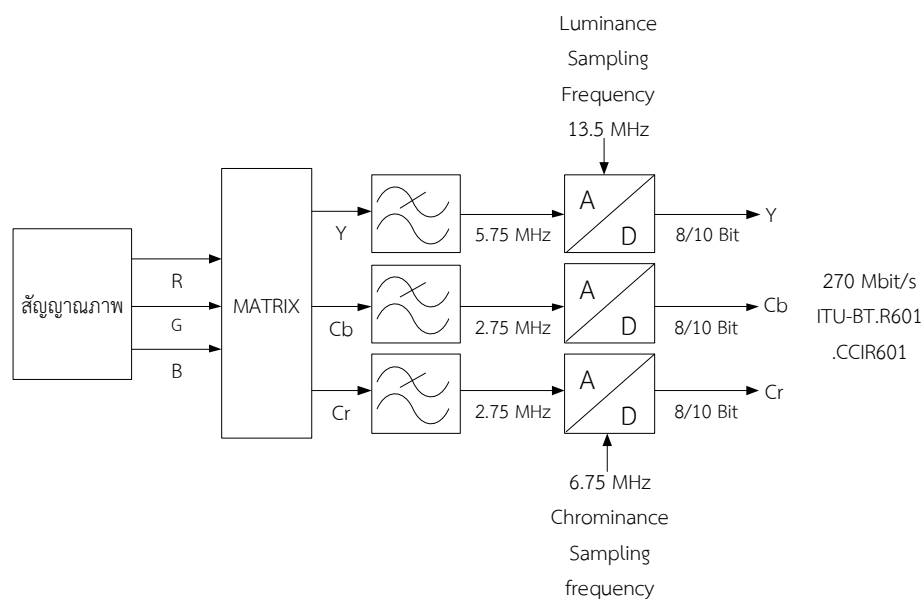 Luminance
Sampling
Frequency
13.5 MHz
A
D
Y
5.75 MHz
8/10 Bit
Y
สัญญาณภาพ
R
G
B
MATRIX
A
D
Cb
2.75 MHz
8/10 Bit
Cb
270 Mbit/s
ITU-BT.R601
.CCIR601
A
D
Cr
2.75 MHz
8/10 Bit
Cr
6.75 MHz
Chrominance
Sampling
frequency